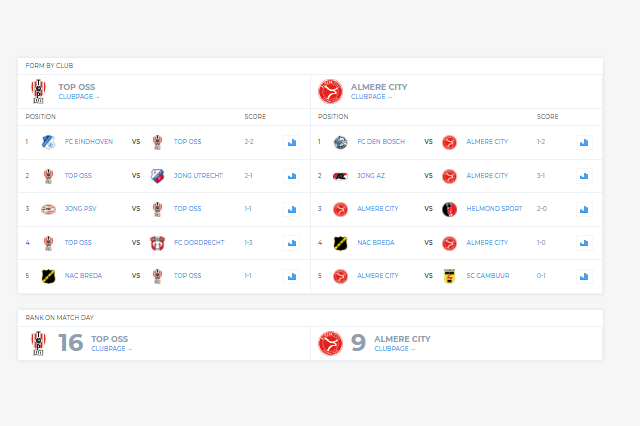 FORM BY CLUB
TOP OSS
CLUBPAGE →
ALMERE CITY
CLUBPAGE →
POSITION SCORE
1 FC EINDHOVEN VS TOP OSS 2-2
2 TOP OSS VS JONG UTRECHT 2-1
3 JONG PSV VS TOP OSS 1-1
4 TOP OSS VS FC DORDRECHT 1-3
5 NAC BREDA VS TOP OSS 1-1
POSITION SCORE
1 FC DEN BOSCH VS ALMERE CITY 1-2
2 JONG AZ VS ALMERE CITY 3-1
3 ALMERE CITY VS HELMOND SPORT 2-0
4 NAC BREDA VS ALMERE CITY 1-0
5 ALMERE CITY VS SC CAMBUUR 0-1
RANK ON MATCH DAY
16 TOP OSS
CLUBPAGE →
9 ALMERE CITY
CLUBPAGE →